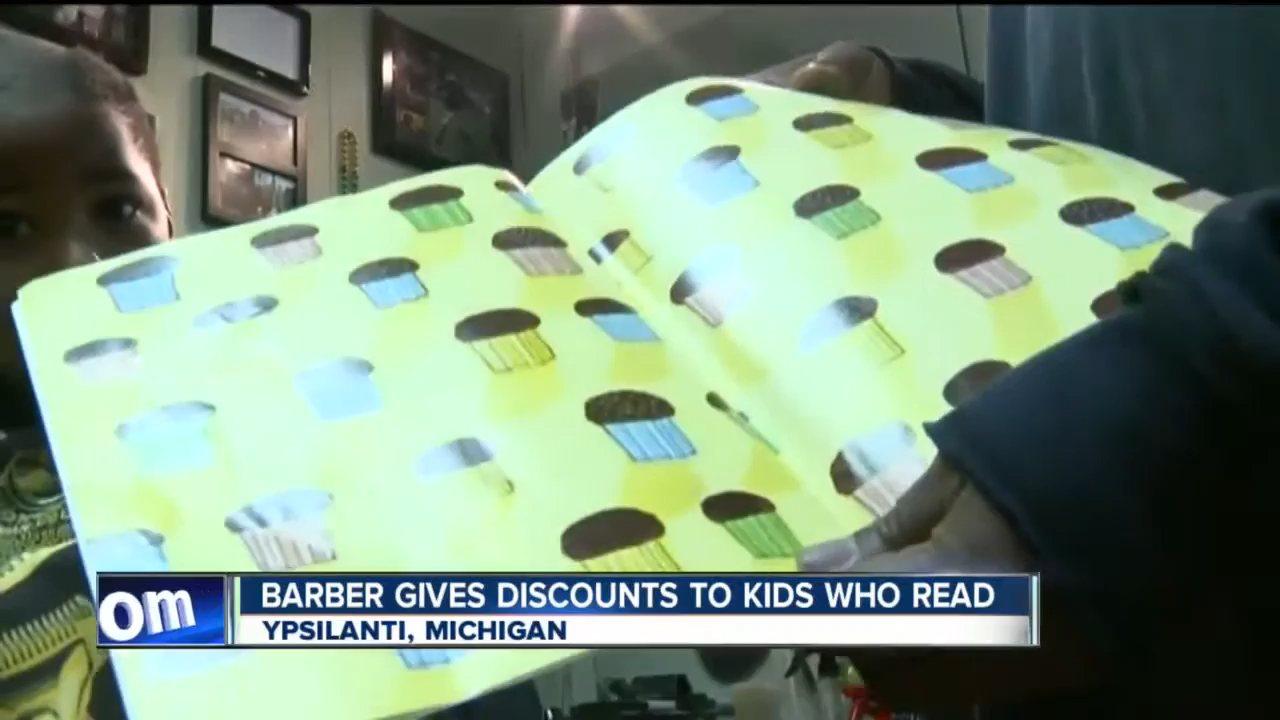 om
BARBER GIVES DISCOUNTS TO KIDS WHO READ
YPSILANTI, MICHIGAN